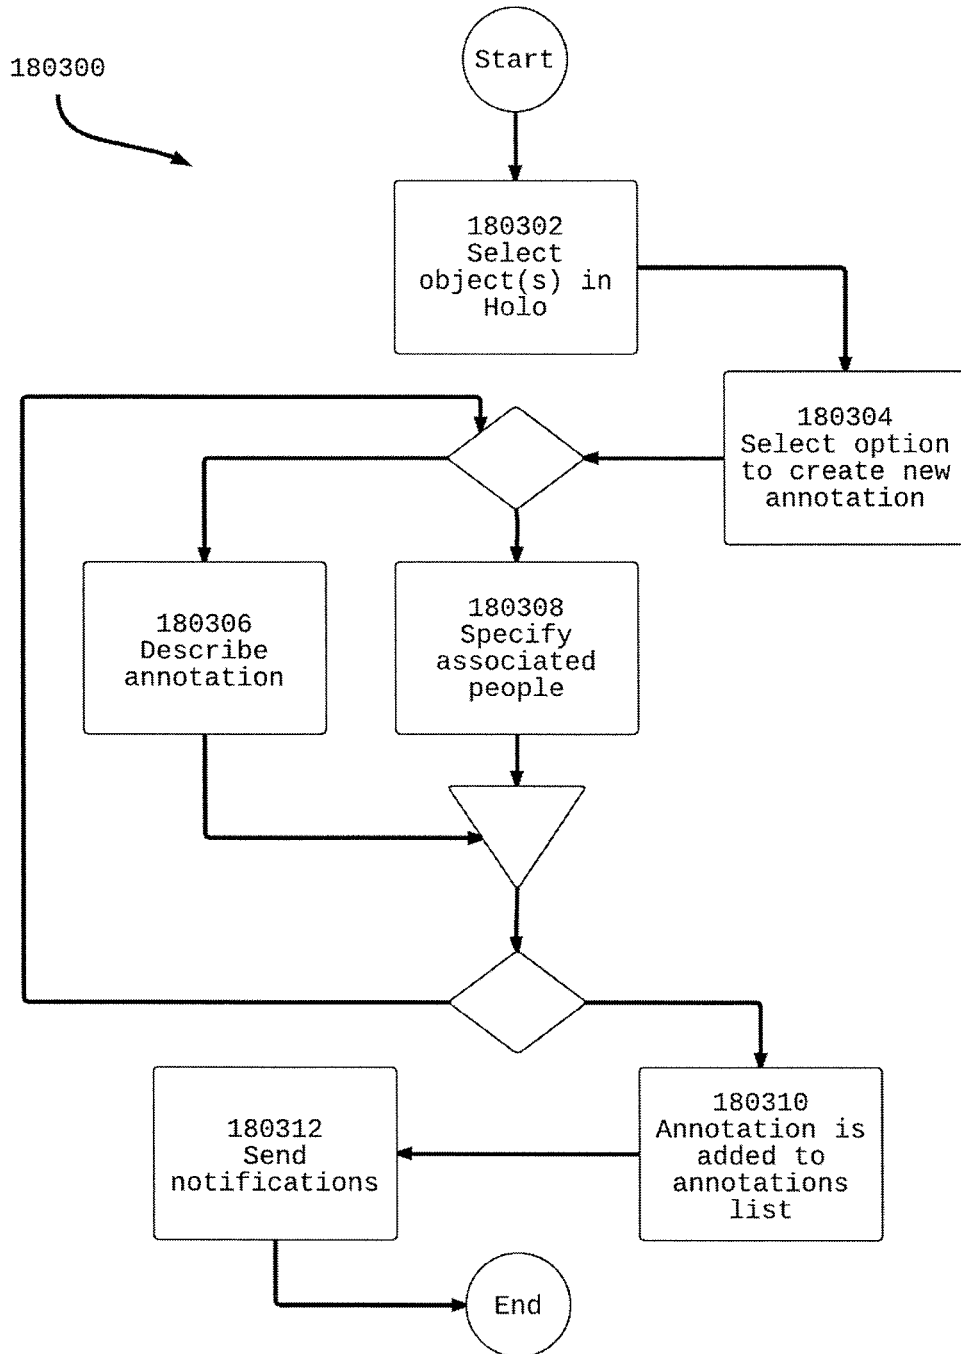 180300
Start
180302
Select
object(s) in
Holo
180304
Select option
to create new
annotation
180306
Describe
annotation
180308
Specify
associated
people
180310
Annotation is
added to
annotations
list
180312
Send
notifications
End